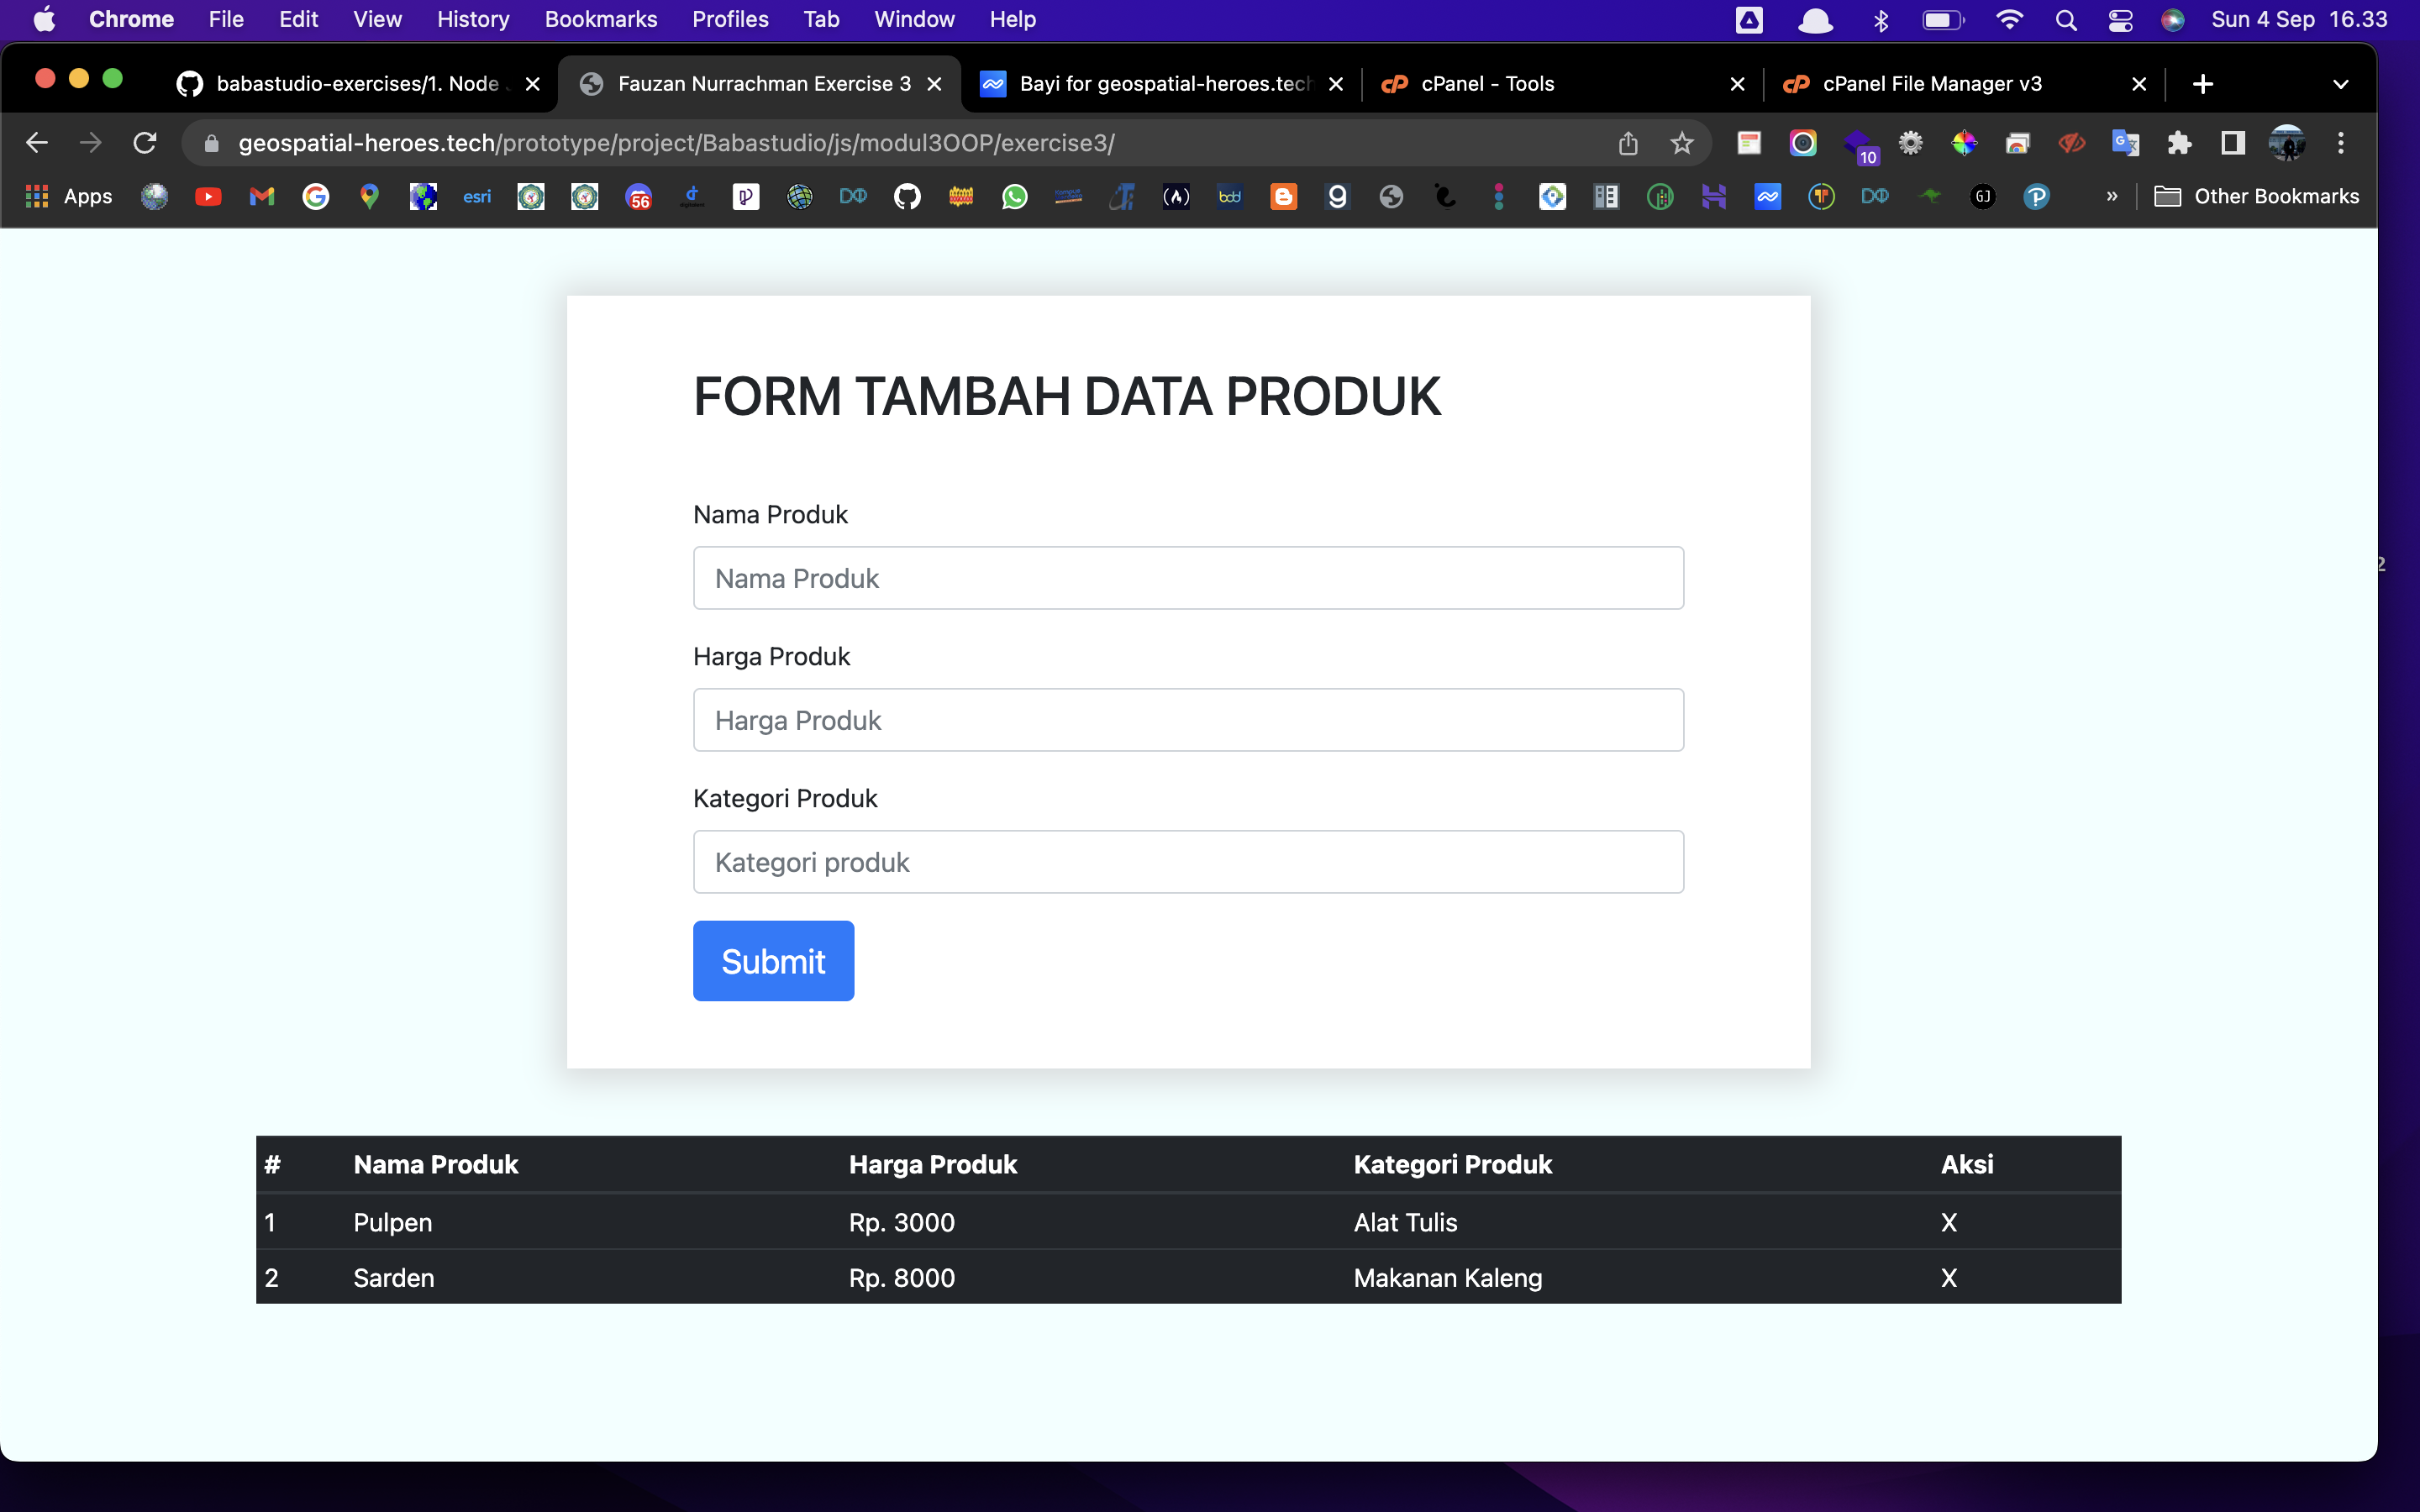 Chrome File Edit View History Bookmarks Profiles Tab Window Help Sun 4 Sep 16.33
babastudio-exercises/1. Node Fauzan Nurrachman Exercise 3 Bayi for geospatial-heroes.tech cPanel - Tools cPanel File Manager v3
geospatial-heroes.tech/prototype/project/Babastudio/js/modul3OOP/exercise3/ 10
Apps esri 56 bdd GJ » Other Bookmarks
FORM TAMBAH DATA PRODUK
Nama Produk
Nama Produk
Harga Produk
Harga Produk
Kategori Produk
Kategori produk
Submit
# Nama Produk Harga Produk Kategori Produk Aksi
1 Pulpen Rp. 3000 Alat Tulis X
2 Sarden Rp. 8000 Makanan Kaleng X